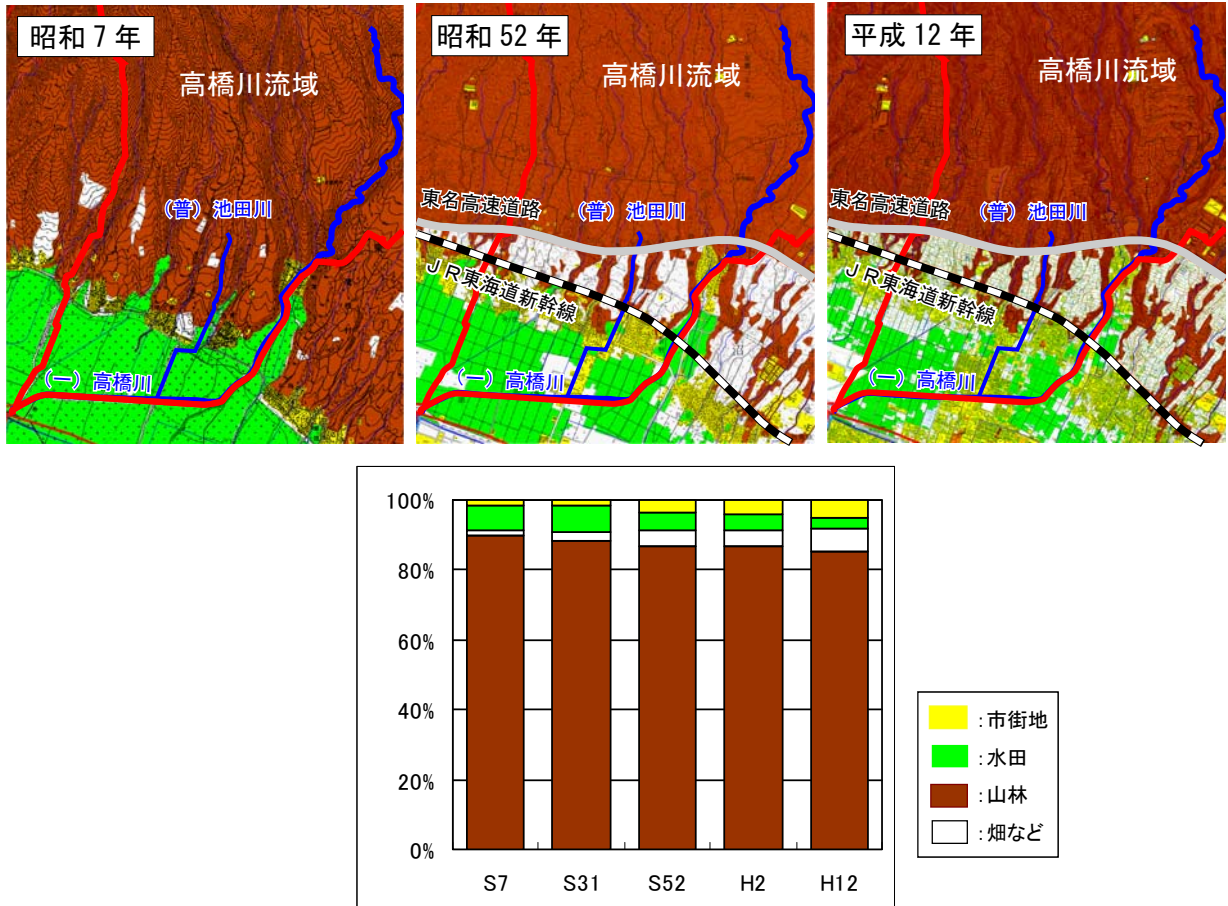 昭和7年
高橋川流域
(普)池田川
(一)高橋川
昭和52年
高橋川流域
東名高速道路
(普)池田川
JR東海道新幹線
(一)高橋川
平成12年
高橋川流域
東名高速道路
(普)池田川
JR東海道新幹線
(一)高橋川
100%
80%
60%
40%
20%
0%
S7 S31 S52 H2 H12
:市街地
:水田
:山林
:畑など